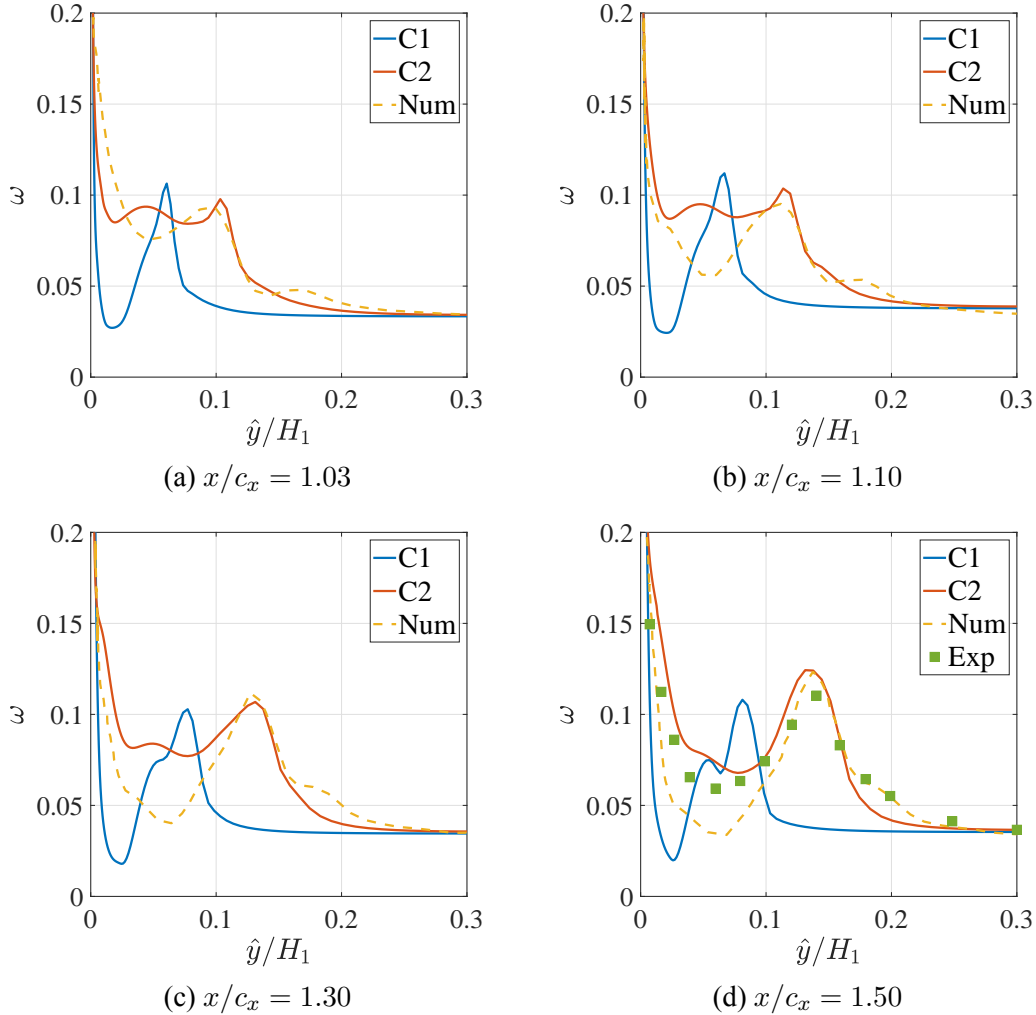 0.2
0.15
0.1
0.05
0
ω
0 0.1 0.2 0.3
ŷ/H₁
C1
C2
Num
(a) x/cₓ = 1.03
0.2
0.15
0.1
0.05
0
ω
0 0.1 0.2 0.3
ŷ/H₁
C1
C2
Num
(b) x/cₓ = 1.10
0.2
0.15
0.1
0.05
0
ω
0 0.1 0.2 0.3
ŷ/H₁
C1
C2
Num
(c) x/cₓ = 1.30
0.2
0.15
0.1
0.05
0
ω
0 0.1 0.2 0.3
ŷ/H₁
C1
C2
Num
Exp
(d) x/cₓ = 1.50